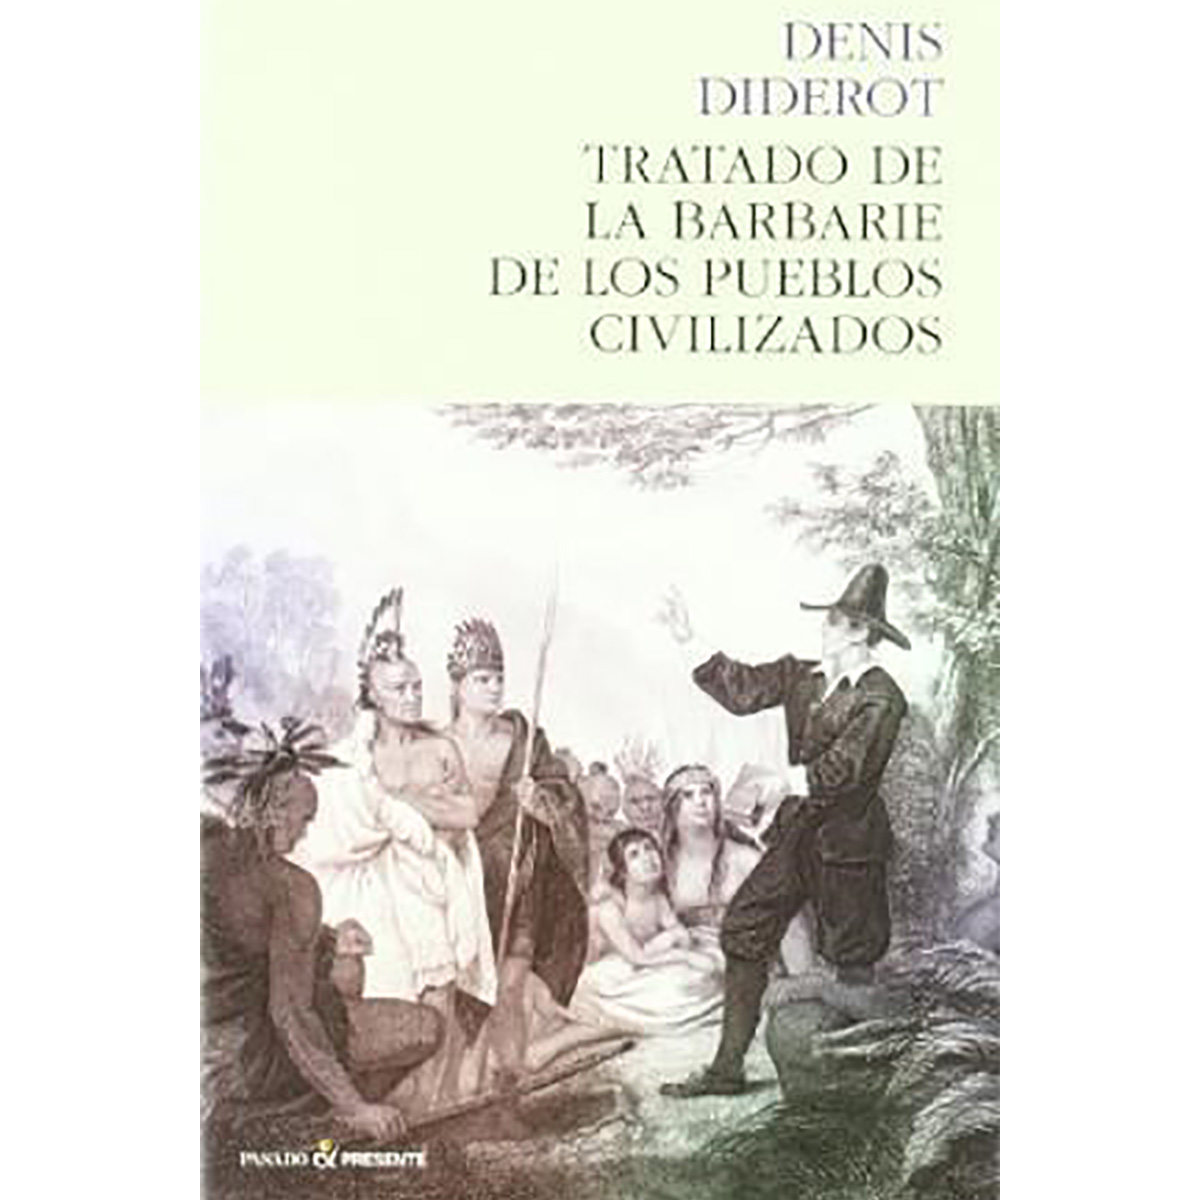 DENIS
DIDEROT
TRATADO DE
LA BARBARIE
DE LOS PUEBLOS
CIVILIZADOS
PASADO & PRESENTE